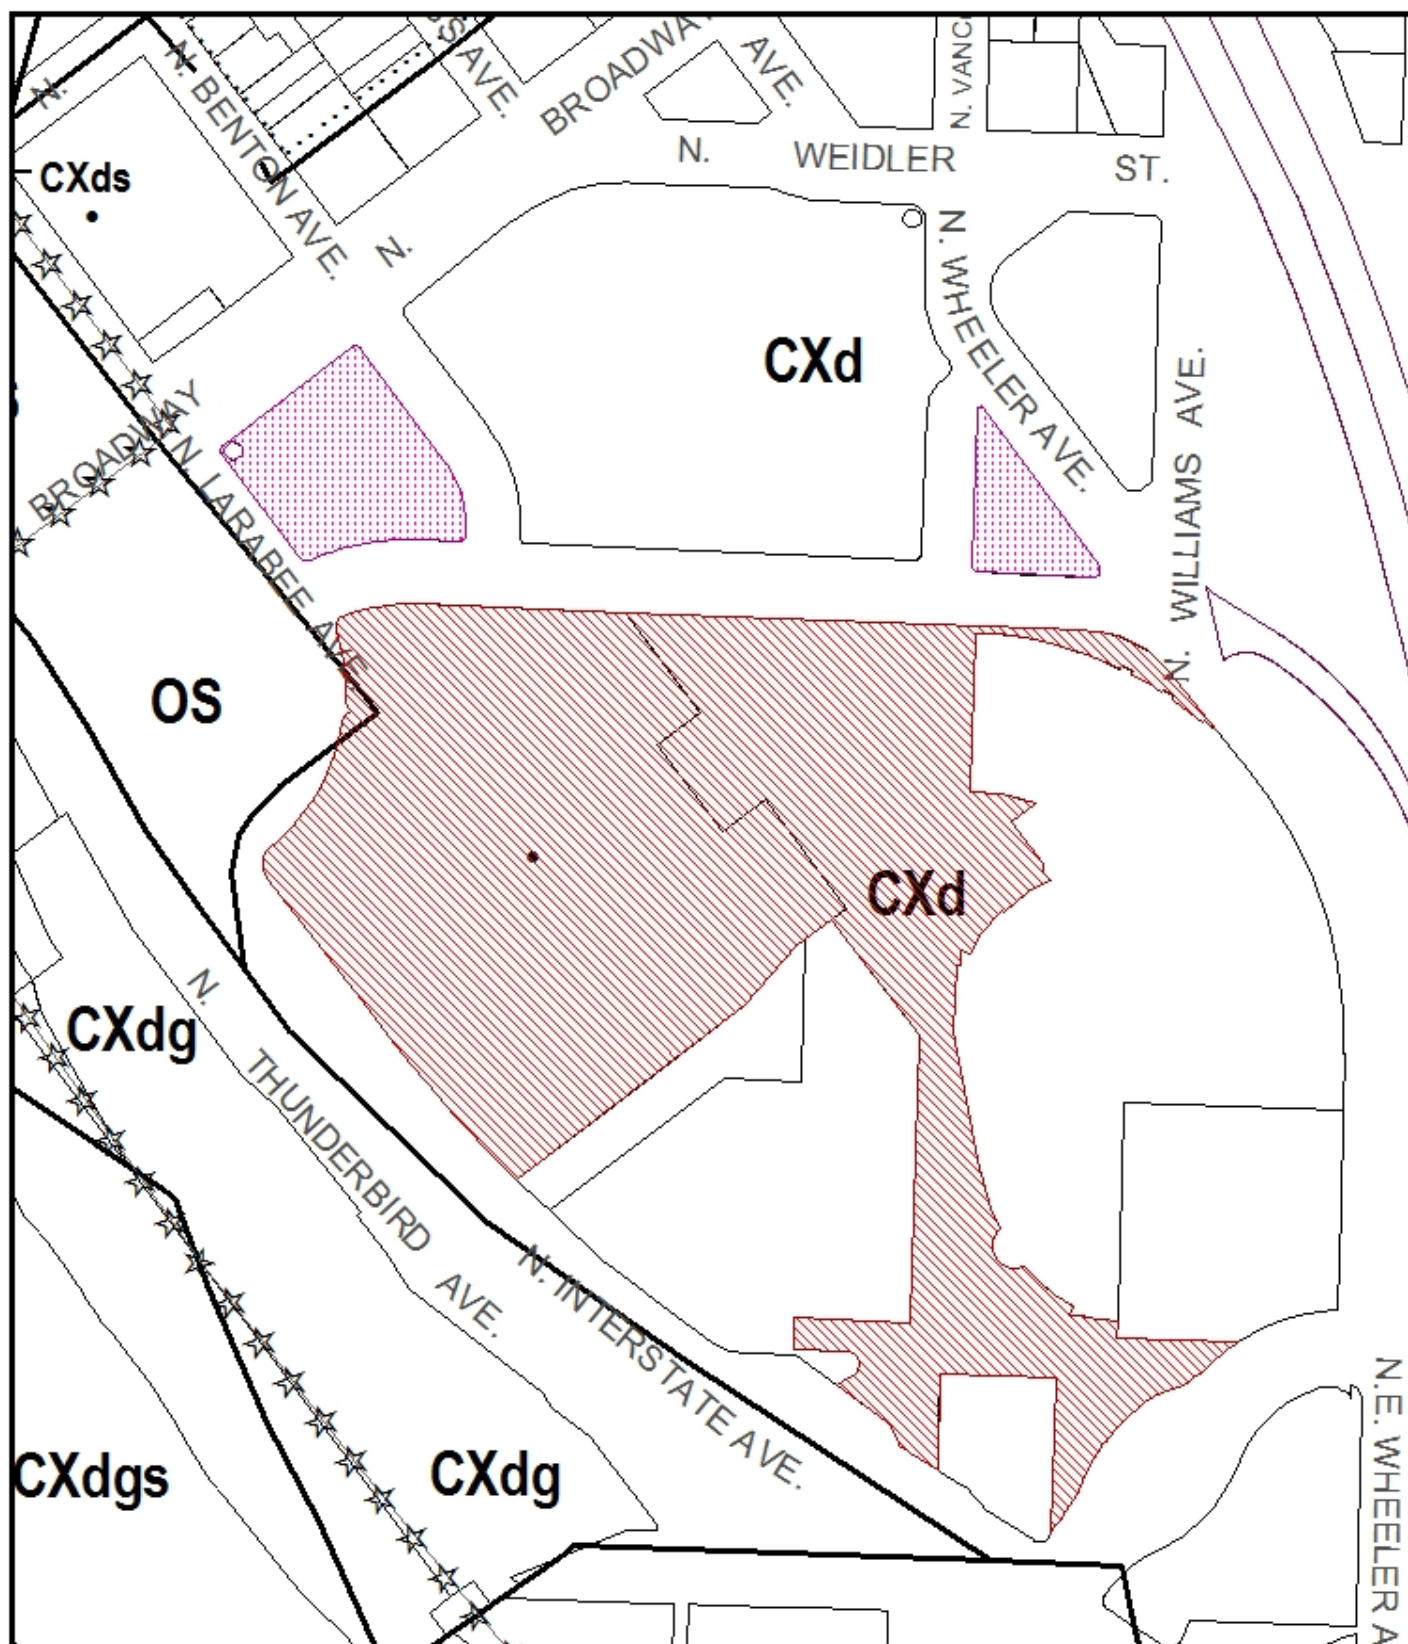 N.
N. BENTON AVE.
SS AVE.
BROADWAY
AVE.
N. VANC
N.
WEIDLER
ST.
CXds
N.
N. WHEELER AVE.
CXd
N. WILLIAMS AVE.
BROADWAY
N. LARABEE AVE.
N.
OS
CXd
N.
CXdg
THUNDERBIRD
AVE.
N. INTERSTATE AVE.
N.E. WHEELER A
CXdgs
CXdg